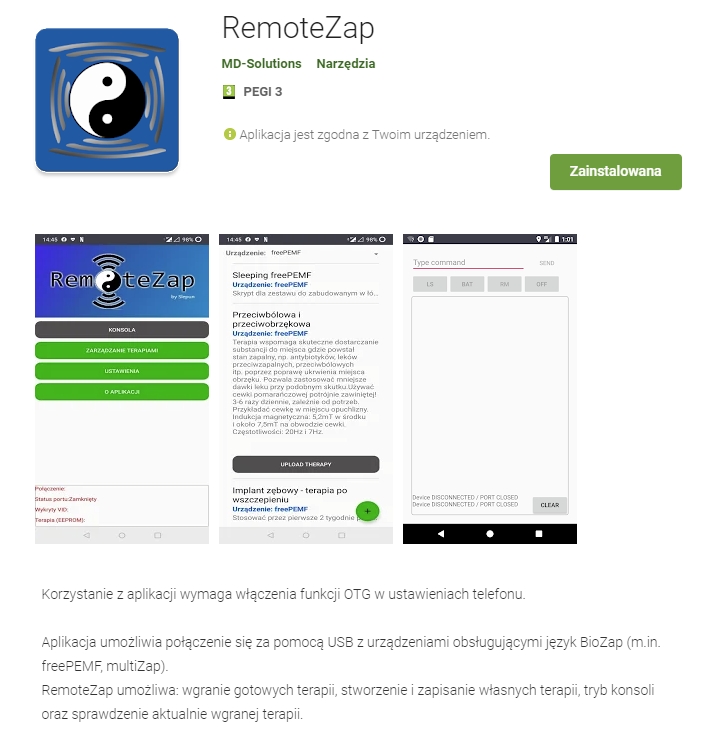 RemoteZap
MD-Solutions Narzędzia
3 PEGI 3
Aplikacja jest zgodna z Twoim urządzeniem.
Zainstalowana
14:45 98%
RemoteZap
by Slepun
KONSOLA
ZARZĄDZANIE TERAPIAMI
USTAWIENIA
O APLIKACJI
Połączenie:
Status portu:Zamknięty
Wykryty VID:
Terapia (EEPROM):
14:45 98%
Urządzenie: freePEMF
Sleeping freePEMF
Urządzenie: freePEMF
Skrypt dla zestawu do zabudowanym w łó...
Przeciwbólowa i
przeciwobrzękowa
Urządzenie: freePEMF
Terapia wspomaga skuteczne dostarczanie
substancji do miejsca gdzie powstał
stan zapalny, np. antybiotyków, leków
przeciwzapalnych, przeciwbólowych
itp. poprzez poprawę ukrwienia miejsca
obrzęku. Pozwala zastosować mniejsze
dawki leku przy podobnym skutku.Używać
cewki pomarańczowej potrójnie zawiniętej!
3-6 razy dziennie, zależnie od potrzeb.
Przykładać cewkę w miejscu opuchlizny.
Indukcja magnetyczna: 5,2mT w środku
i około 7,5mT na obwodzie cewki.
Częstotliwości: 20Hz i 7Hz.
UPLOAD THERAPY
Implant zębowy - terapia po
wszczepieniu
Urządzenie: freePEMF
Stosować przez pierwsze 2 tygodnie
+
1:01
Type command SEND
LS BAT RM OFF
Device DISCONNECTED / PORT CLOSED
Device DISCONNECTED / PORT CLOSED
CLEAR
Korzystanie z aplikacji wymaga włączenia funkcji OTG w ustawieniach telefonu.
Aplikacja umożliwia połączenie się za pomocą USB z urządzeniami obsługującymi język BioZap (m.in.
freePEMF, multiZap).
RemoteZap umożliwa: wgranie gotowych terapii, stworzenie i zapisanie własnych terapii, tryb konsoli
oraz sprawdzenie aktualnie wgranej terapii.